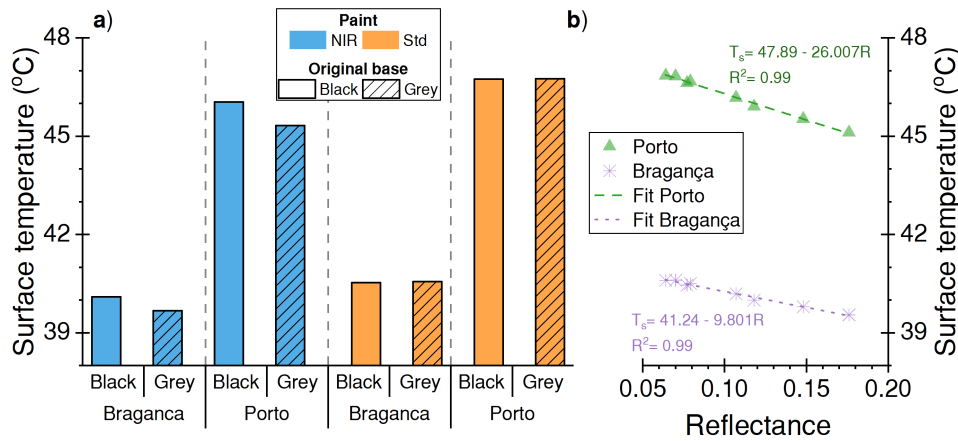 a)
Paint
NIR Std
Original base
Black Grey
Surface temperature (ºC)
48
45
42
39
Black Grey Black Grey Black Grey Black Grey
Braganca Porto Braganca Porto
b)
Tₛ= 47.89 - 26.007R
R²= 0.99
Porto
Bragança
Fit Porto
Fit Bragança
Tₛ= 41.24 - 9.801R
R²= 0.99
48
45
42
39
Surface temperature (ºC)
0.05 0.10 0.15 0.20
Reflectance